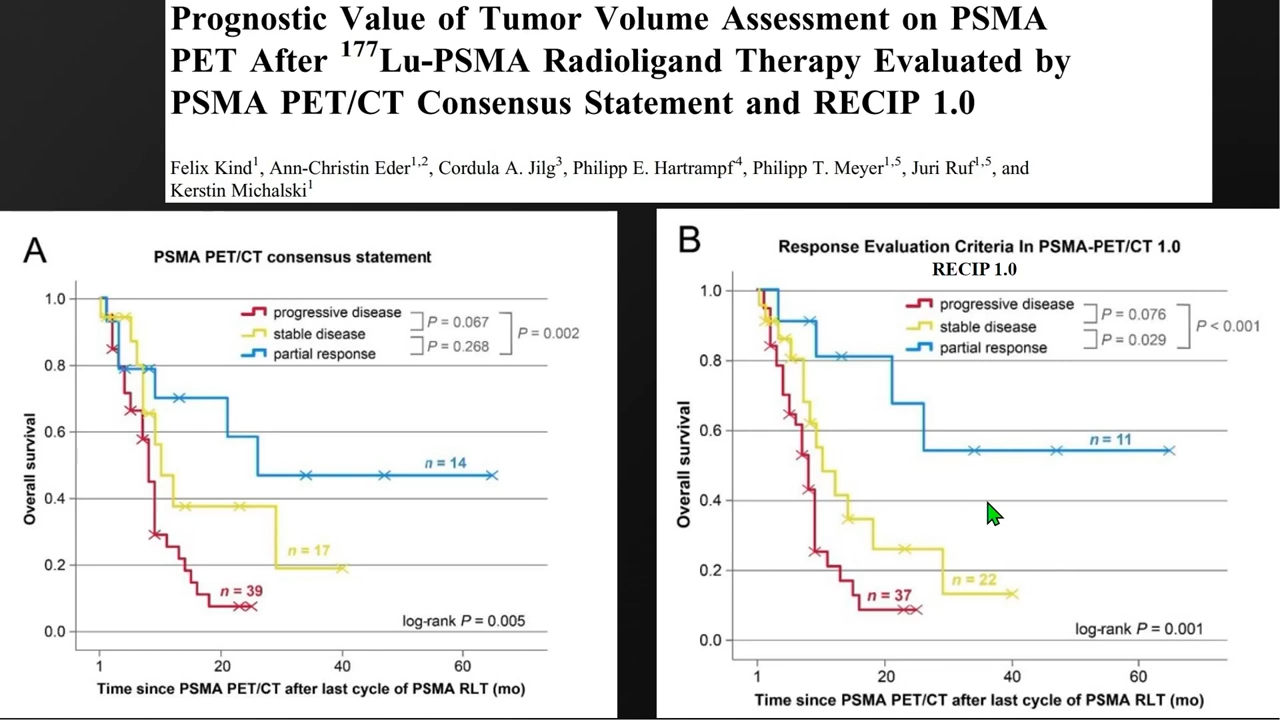 Prognostic Value of Tumor Volume Assessment on PSMA
PET After 177Lu-PSMA Radioligand Therapy Evaluated by
PSMA PET/CT Consensus Statement and RECIP 1.0
Felix Kind1, Ann-Christin Eder1,2, Cordula A. Jilg3, Philipp E. Hartrampf4, Philipp T. Meyer1,5, Juri Ruf1,5, and
Kerstin Michalski1
A
PSMA PET/CT consensus statement
progressive disease
stable disease
partial response
P = 0.067
P = 0.268
P = 0.002
Overall survival
1.0
0.8
0.6
0.4
0.2
0.0
n = 14
n = 17
n = 39
log-rank P = 0.005
1 20 40 60
Time since PSMA PET/CT after last cycle of PSMA RLT (mo)
B
Response Evaluation Criteria In PSMA-PET/CT 1.0
RECIP 1.0
progressive disease
stable disease
partial response
P = 0.076
P = 0.029
P < 0.001
Overall survival
1.0
0.8
0.6
0.4
0.2
0.0
n = 11
n = 22
n = 37
log-rank P = 0.001
1 20 40 60
Time since PSMA PET/CT after last cycle of PSMA RLT (mo)